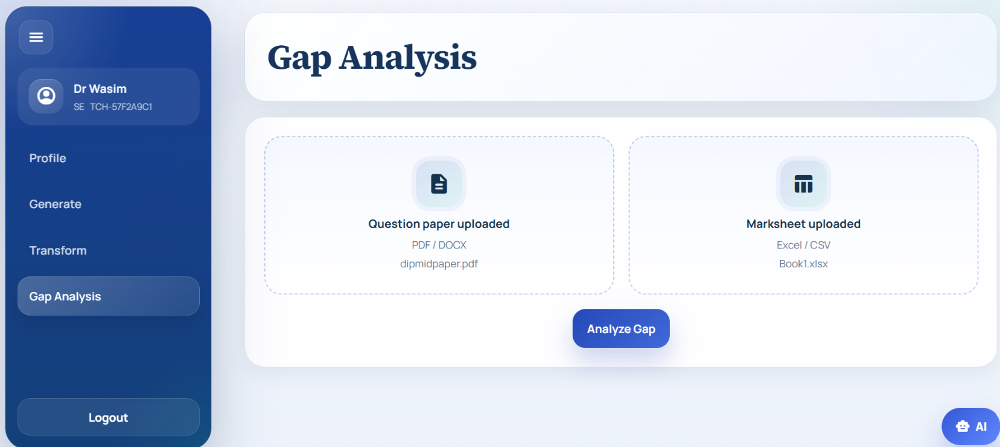 Dr Wasim
SE TCH-57F2A9C1
Profile
Generate
Transform
Gap Analysis
Logout
Gap Analysis
Question paper uploaded
PDF / DOCX
dipmidpaper.pdf
Marksheet uploaded
Excel / CSV
Book1.xlsx
Analyze Gap
AI